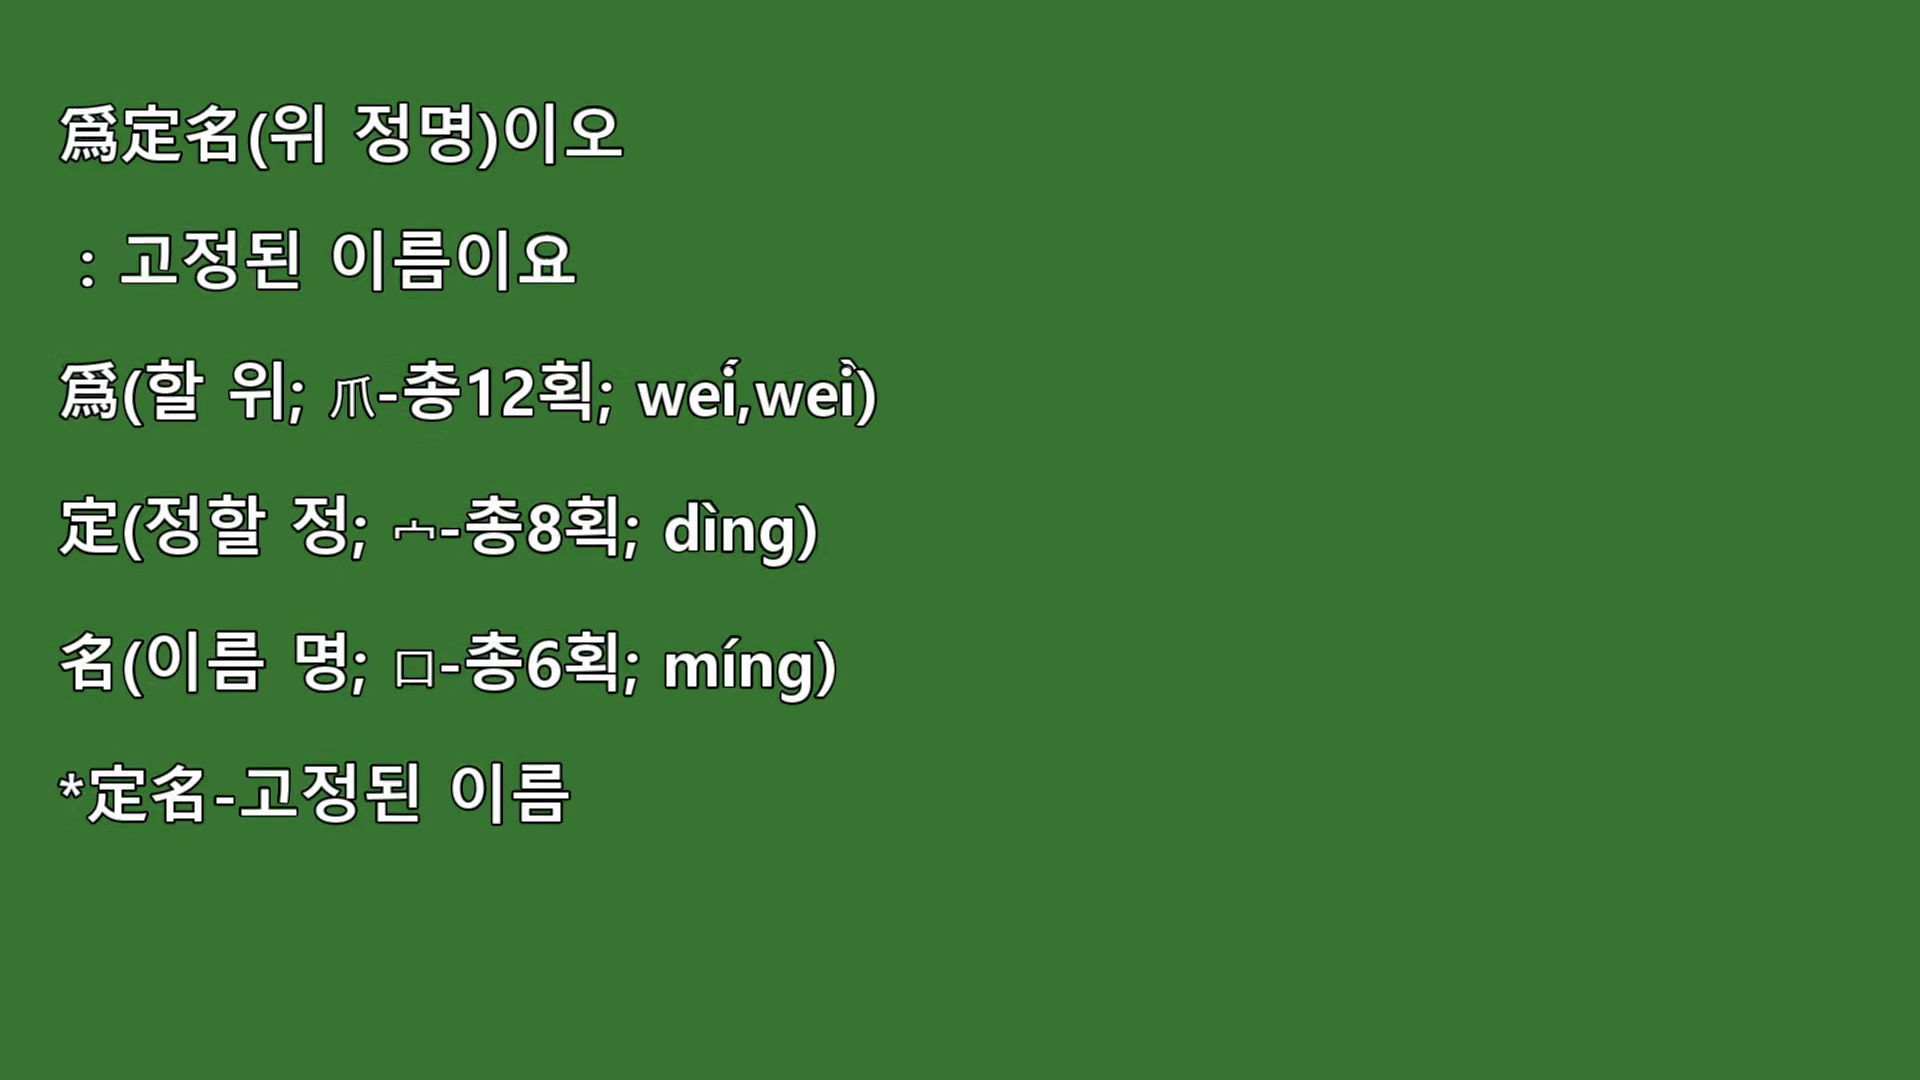 爲定名(위 정명)이오
: 고정된 이름이요
爲(할 위; 爪-총12획; weí,weì)
定(정할 정; 宀-총8획; dìng)
名(이름 명; 口-총6획; míng)
*定名-고정된 이름